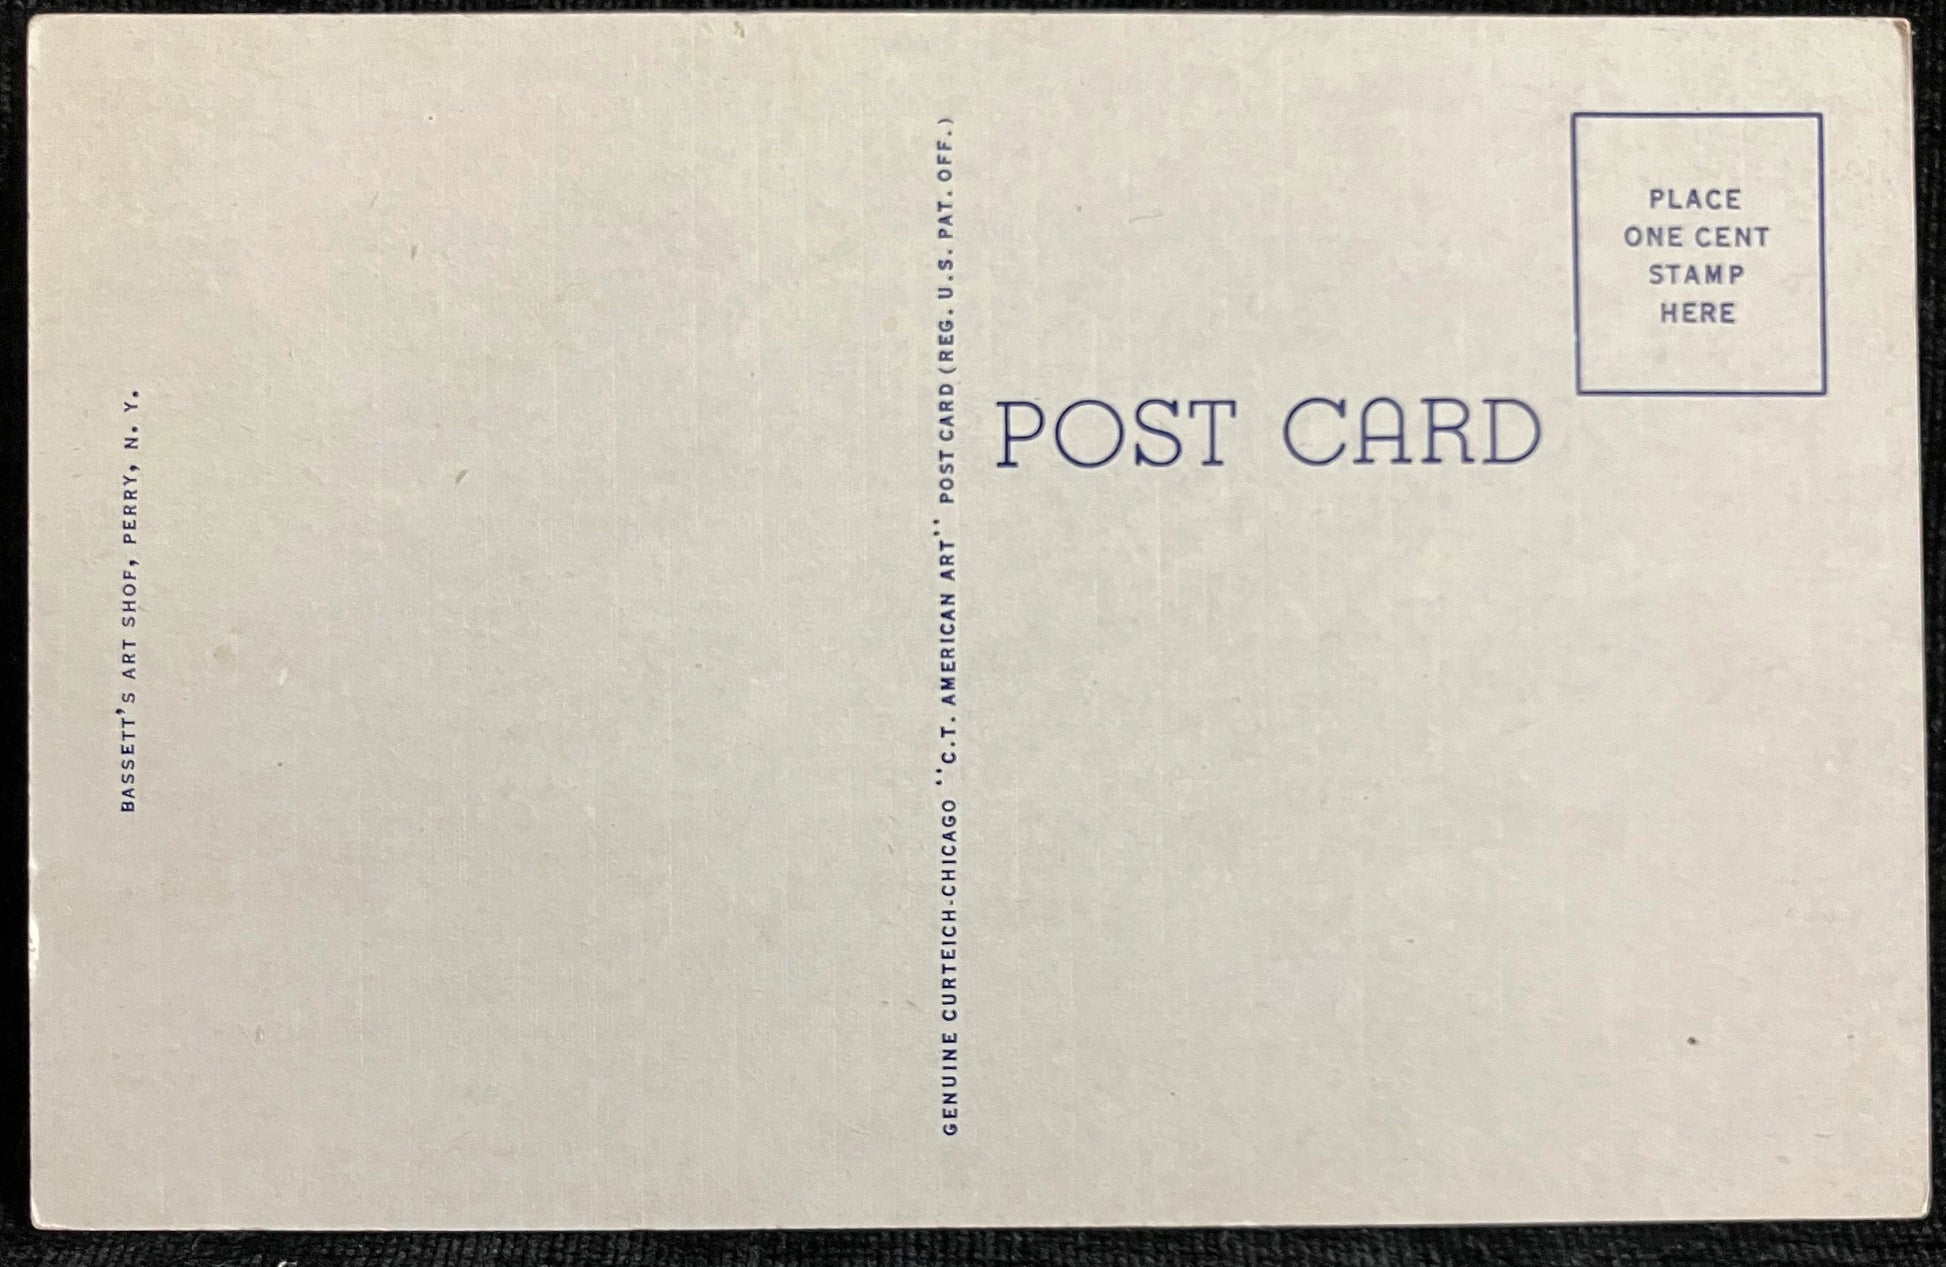 BASSETT'S ART SHOP, PERRY, N. Y.
GENUINE CURTEICH-CHICAGO "C.T. AMERICAN ART" POST CARD (REG. U.S. PAT. OFF.)
POST CARD
PLACE
ONE CENT
STAMP
HERE